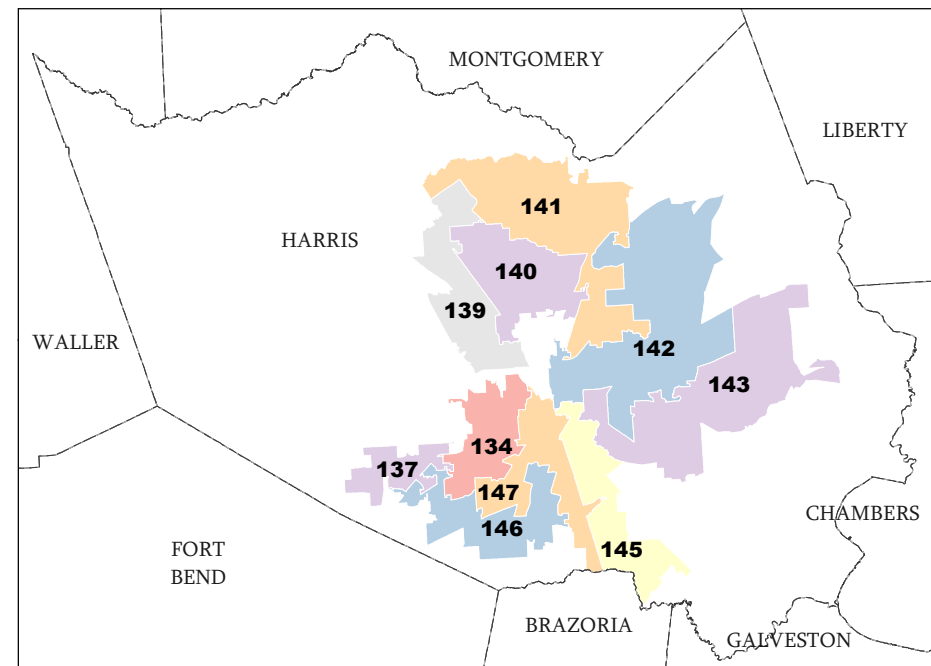 MONTGOMERY
LIBERTY
141
HARRIS
140
139
WALLER
142
143
134
137
147
CHAMBERS
146
145
FORT
BEND
BRAZORIA
GALVESTON